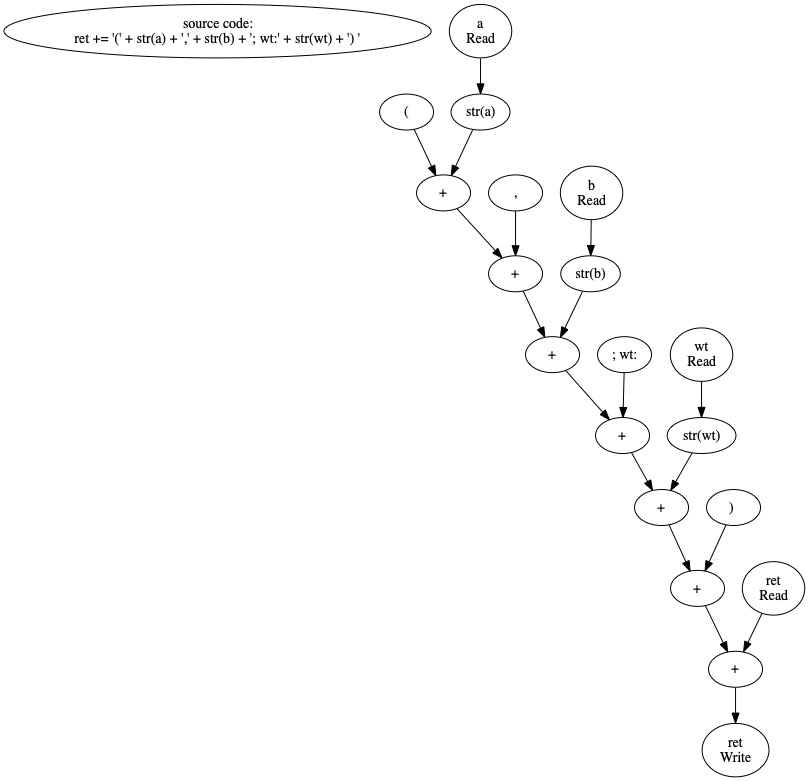 source code:
ret += '(' + str(a) + ',' + str(b) + '; wt:' + str(wt) + ') '
a
Read
(
str(a)
+
,
b
Read
+
str(b)
+
; wt:
wt
Read
+
str(wt)
+
)
+
ret
Read
+
ret
Write